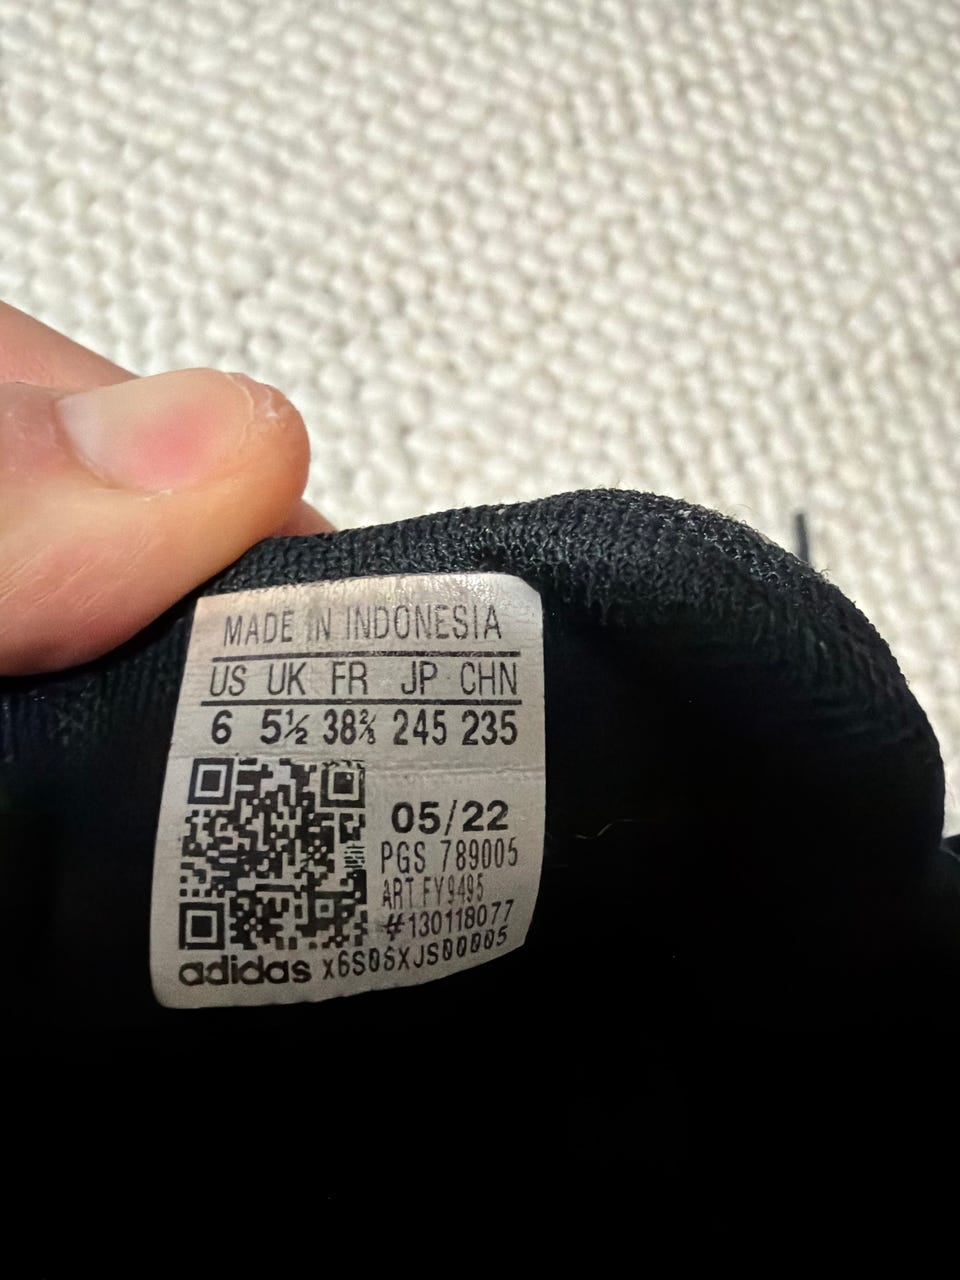 MADE IN INDONESIA
US UK FR JP CHN
6 5½ 38⅔ 245 235
05/22
PGS 789005
ART FY9495
#130118077
adidas x6S06XJS00005